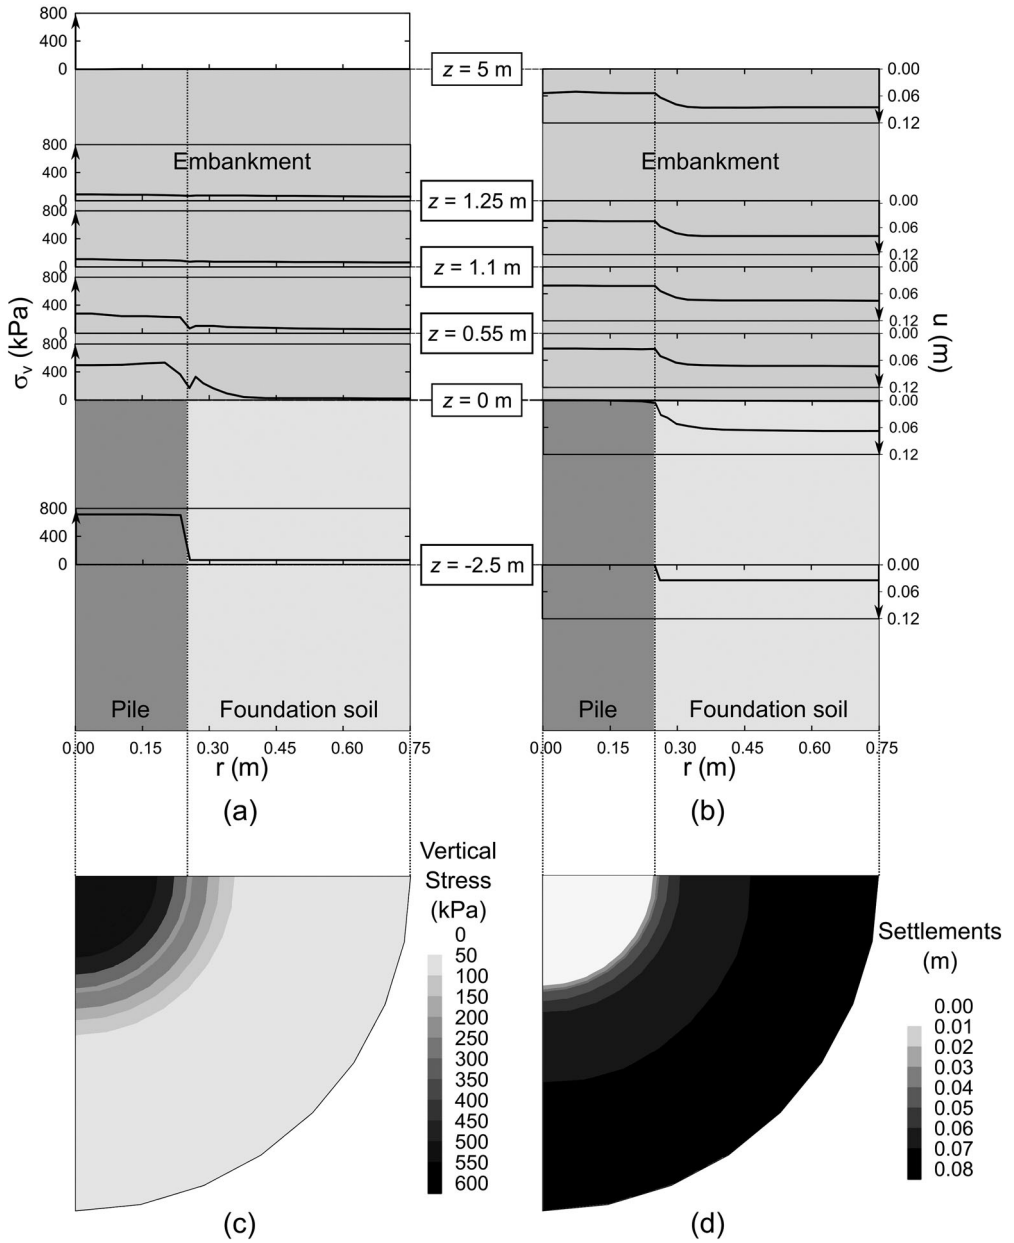 800
400
0
z = 5 m
0.00
0.06
0.12
Embankment
Embankment
800
400
0
z = 1.25 m
0.00
0.06
0.12
800
400
0
z = 1.1 m
0.00
0.06
0.12
800
400
0
z = 0.55 m
0.00
0.06
0.12
σv (kPa)
u (m)
800
400
0
z = 0 m
0.00
0.06
0.12
800
400
0
z = -2.5 m
0.00
0.06
0.12
Pile
Foundation soil
Pile
Foundation soil
0.00 0.15 0.30 0.45 0.60 0.75
0.00 0.15 0.30 0.45 0.60 0.75
r (m)
r (m)
(a)
(b)
Vertical
Stress
(kPa)
0
50
100
150
200
250
300
350
400
450
500
550
600
Settlements
(m)
0.00
0.01
0.02
0.03
0.04
0.05
0.06
0.07
0.08
(c)
(d)